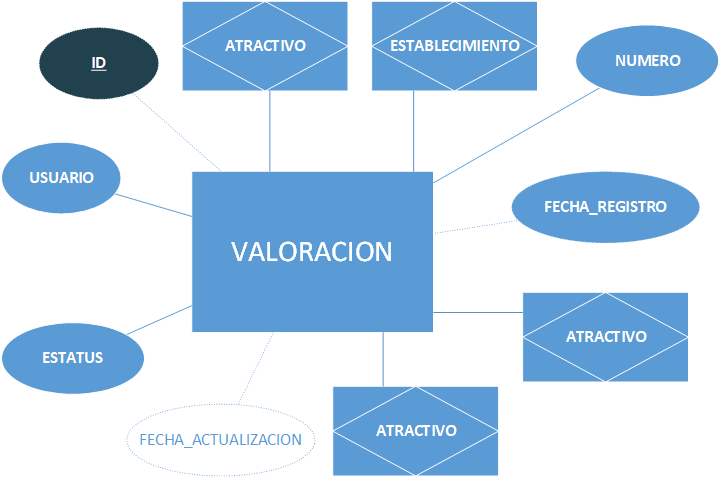 ATRACTIVO
ESTABLECIMIENTO
NUMERO
ID
USUARIO
FECHA_REGISTRO
VALORACION
ATRACTIVO
ESTATUS
ATRACTIVO
FECHA_ACTUALIZACION